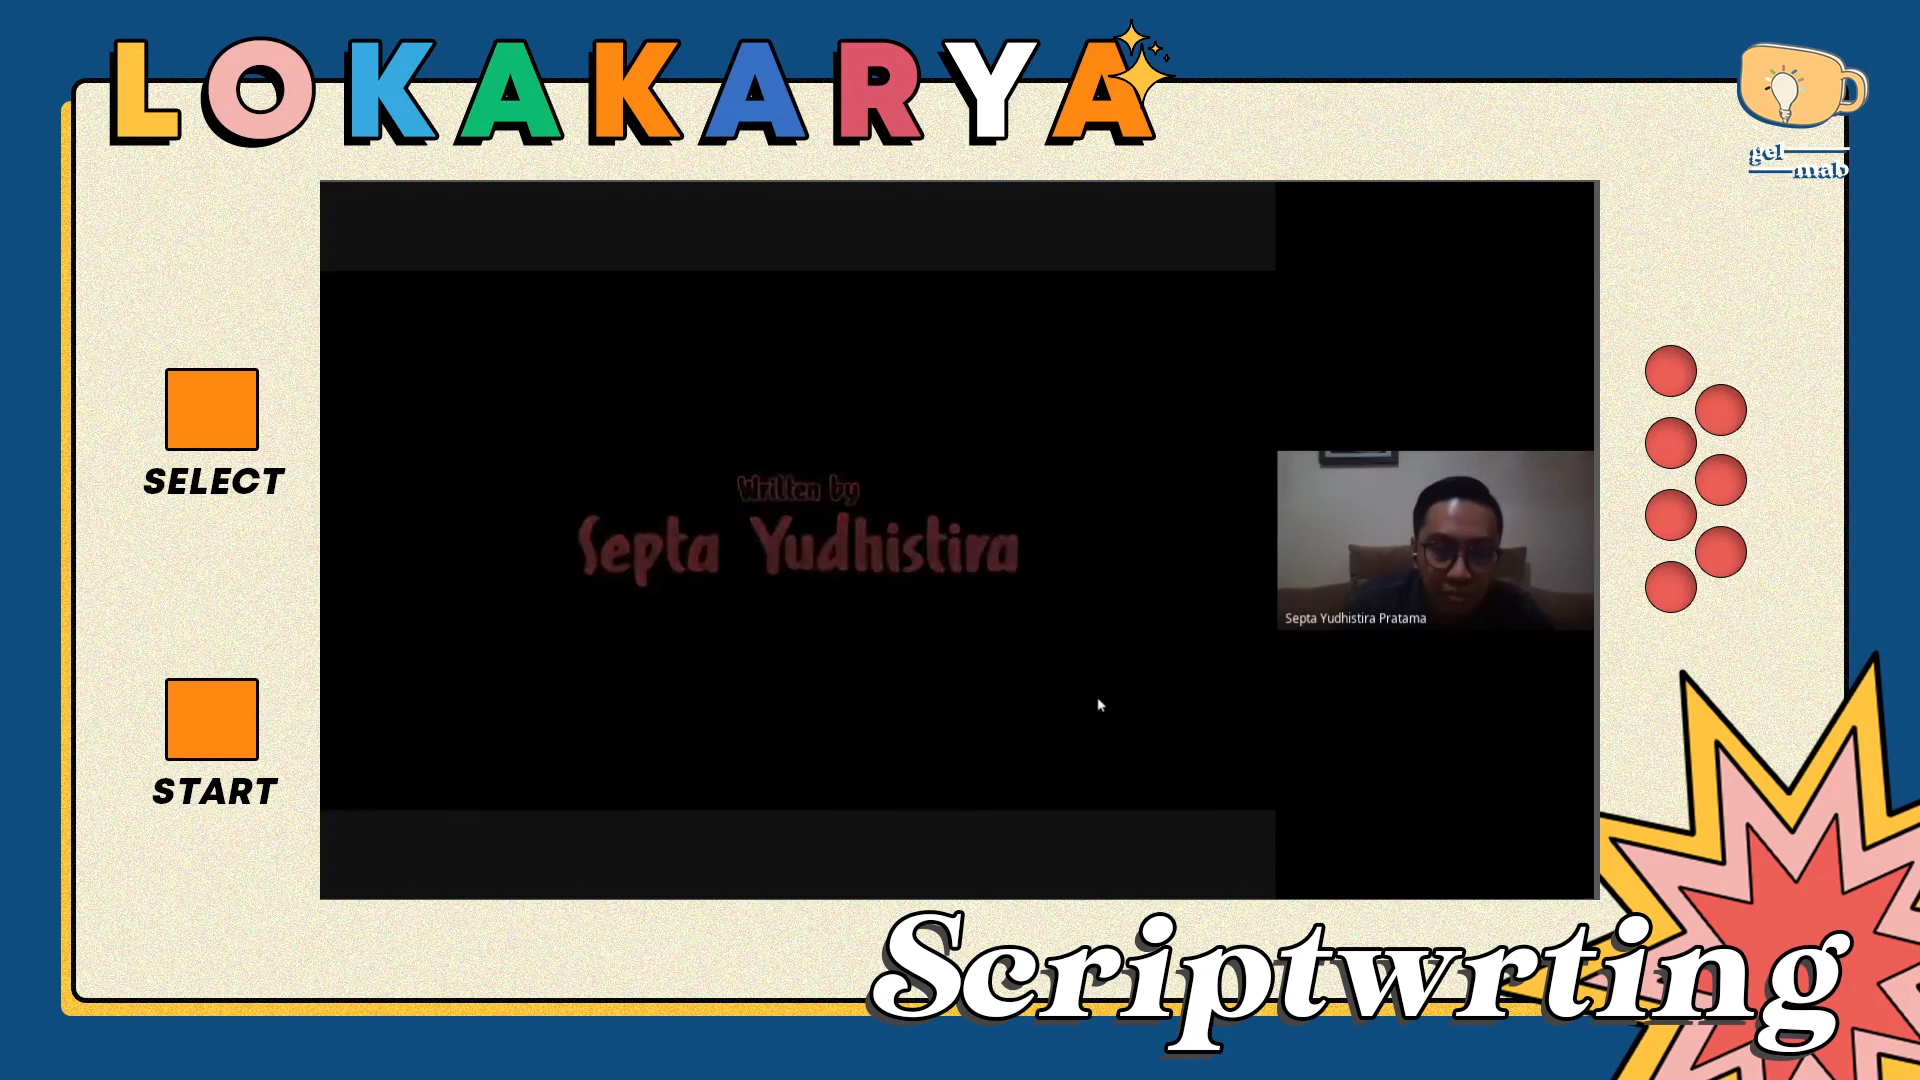 LOKAKARYA
gel
mab
SELECT
START
Written by
Septa Yudhistira
Septa Yudhistira Pratama
Scriptwrting